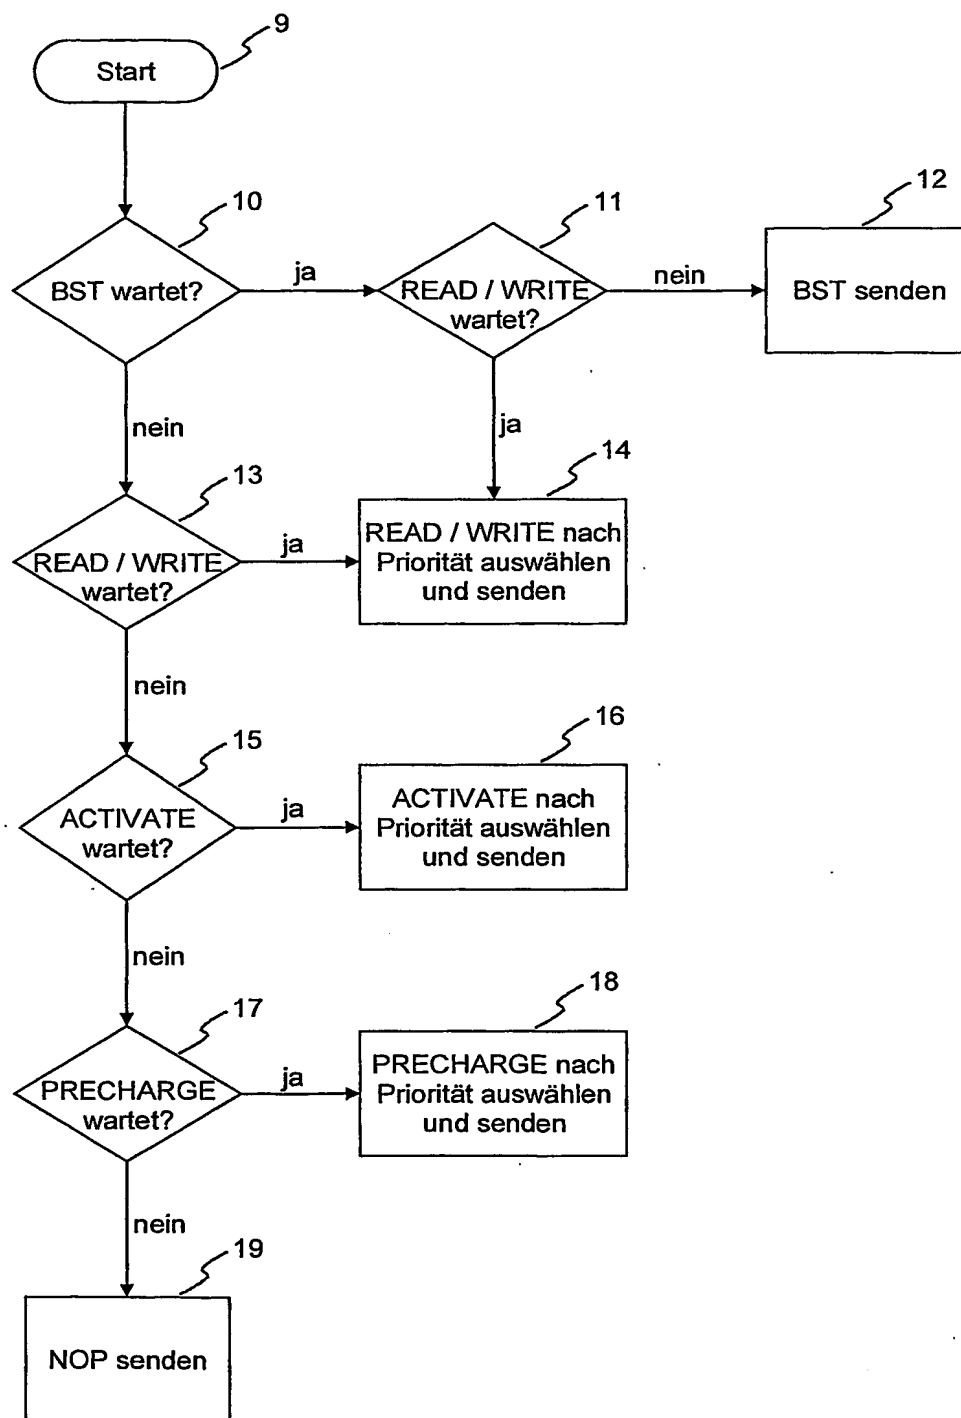 9
Start
10
11
12
BST wartet?
ja
READ / WRITE
wartet?
nein
BST senden
nein
ja
13
14
READ / WRITE
wartet?
ja
READ / WRITE nach
Priorität auswählen
und senden
nein
15
16
ACTIVATE
wartet?
ja
ACTIVATE nach
Priorität auswählen
und senden
nein
17
18
PRECHARGE
wartet?
ja
PRECHARGE nach
Priorität auswählen
und senden
nein
19
NOP senden